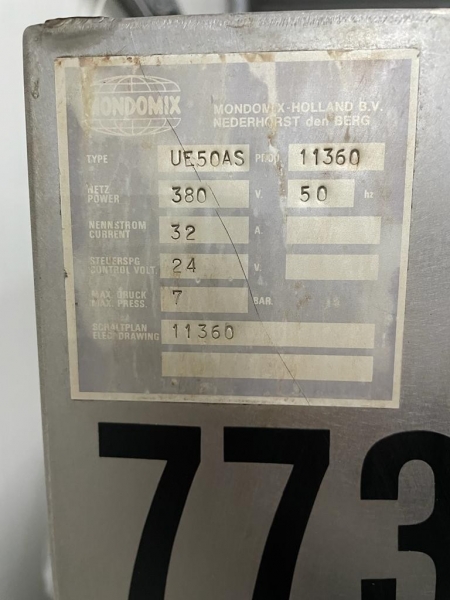 MONDOMIX
MONDOMIX-HOLLAND B.V.
NEDERHORST den BERG
TYPE UE50AS 11360
NETZ
POWER 380 V. 50 hz
NENNSTROM
CURRENT 32 A.
STEUERSPG
CONTROL VOLT 24 V.
MAX. DRUCK
MAX. PRESS. 7 BAR.
SCHALTPLAN
ELEC. DRAWING 11360
773